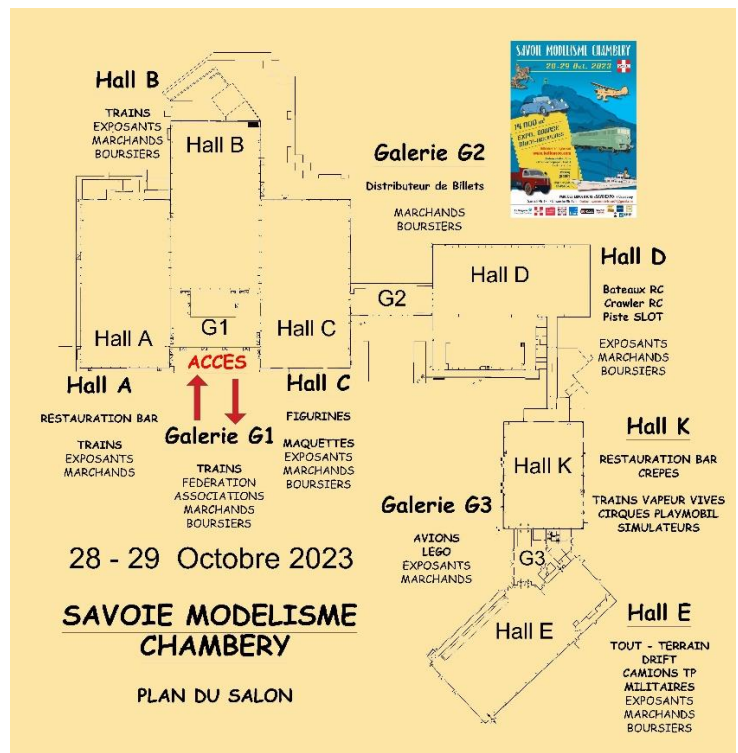 SAVOIE MODELISME CHAMBERY
28-29 Oct. 2023
Hall B
TRAINS
EXPOSANTS
MARCHANDS
BOURSIERS
Hall B
Galerie G2
Distributeur de Billets
MARCHANDS
BOURSIERS
Hall A
G1
Hall C
G2
Hall D
Hall D
Bateaux RC
Crawler RC
Piste SLOT
EXPOSANTS
MARCHANDS
BOURSIERS
ACCES
Hall A
RESTAURATION BAR
TRAINS
EXPOSANTS
MARCHANDS
Galerie G1
TRAINS
FÉDÉRATION
ASSOCIATIONS
MARCHANDS
BOURSIERS
Hall C
FIGURINES
MAQUETTES
EXPOSANTS
MARCHANDS
BOURSIERS
Hall K
Hall K
RESTAURATION BAR
CREPES
TRAINS VAPEUR VIVES
CIRQUES PLAYMOBIL
SIMULATEURS
Galerie G3
AVIONS
LEGO
EXPOSANTS
MARCHANDS
G3
Hall E
Hall E
TOUT - TERRAIN
DRIFT
CAMIONS TP
MILITAIRES
EXPOSANTS
MARCHANDS
BOURSIERS
28 - 29 Octobre 2023
SAVOIE MODELISME
CHAMBERY
PLAN DU SALON